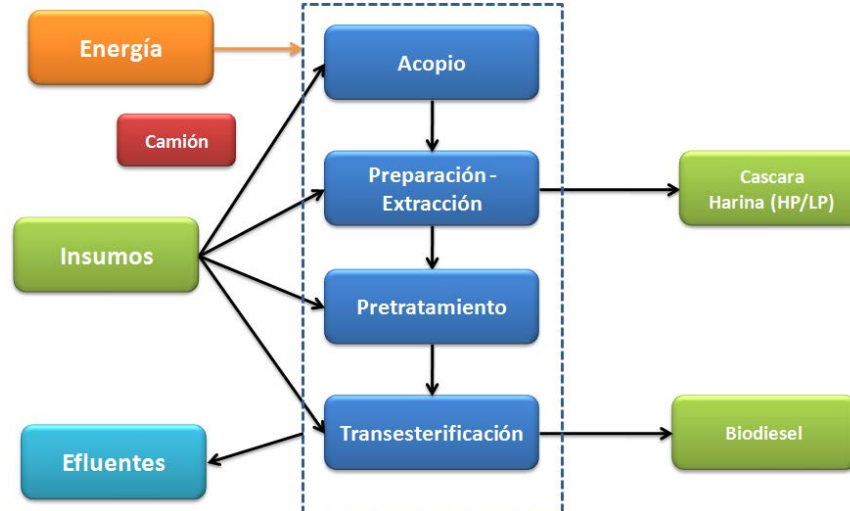 Energía
Acopio
Camión
Preparación -
Extracción
Cascara
Harina (HP/LP)
Insumos
Pretratamiento
Transesterificación
Biodiesel
Efluentes